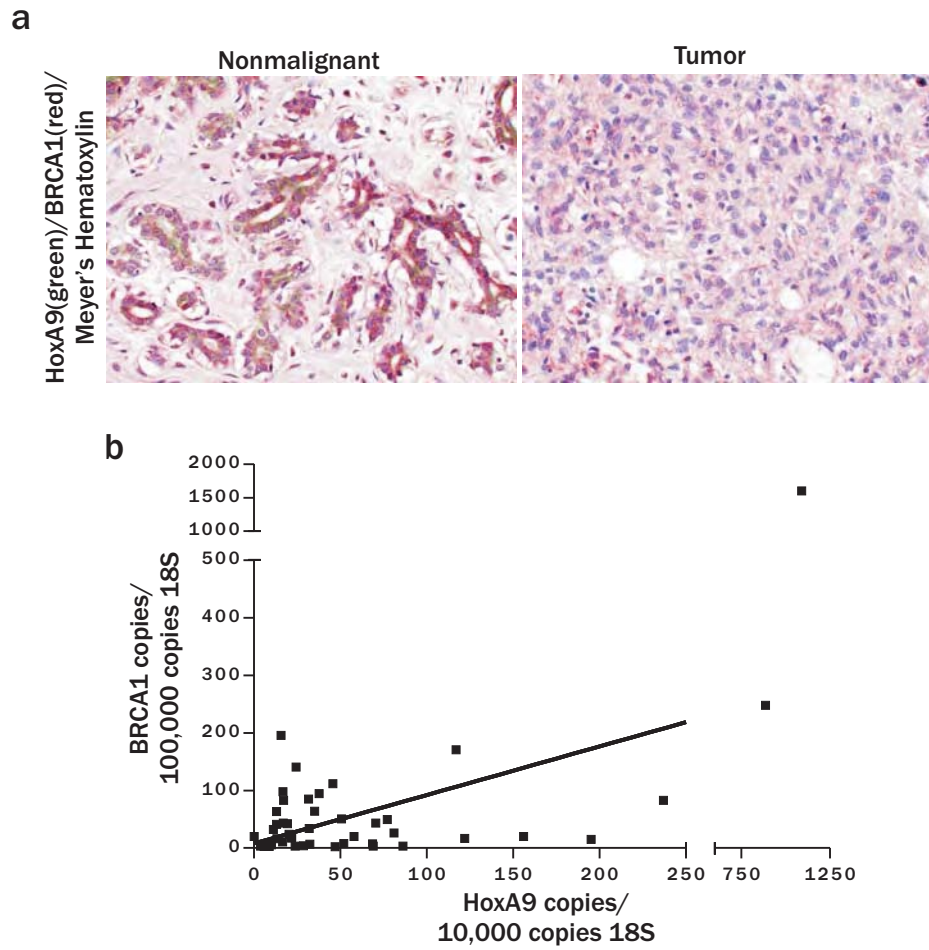 a
Nonmalignant
Tumor
HoxA9(green)/BRCA1(red)/
Meyer's Hematoxylin
b
2000
1500
1000
500
400
300
200
100
0
BRCA1 copies/
100,000 copies 18S
0 50 100 150 200 250 750 1250
HoxA9 copies/
10,000 copies 18S